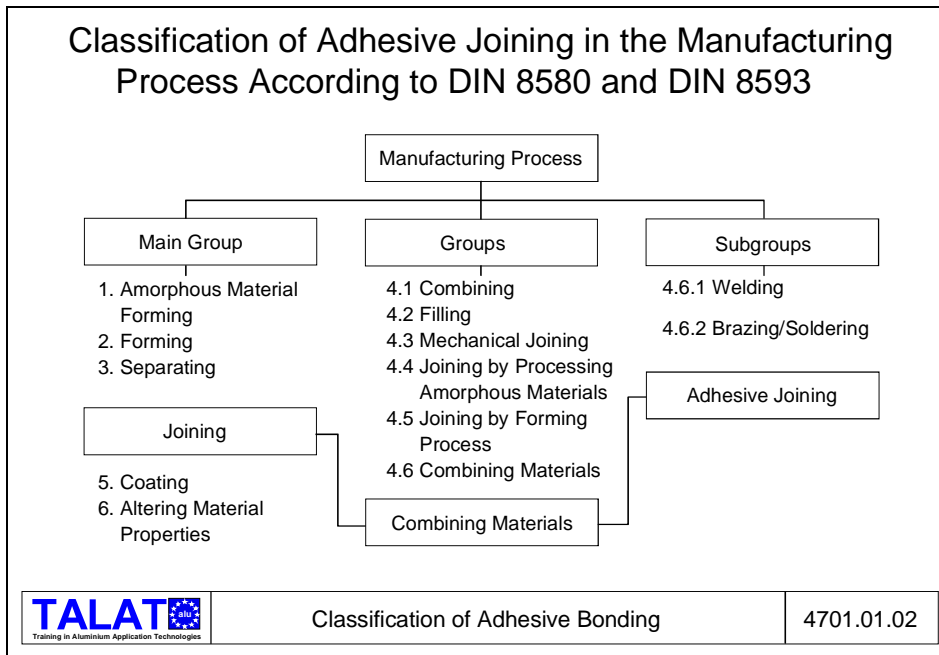 Classification of Adhesive Joining in the Manufacturing
Process According to DIN 8580 and DIN 8593
Manufacturing Process
Main Group
1. Amorphous Material
Forming
2. Forming
3. Separating
Joining
5. Coating
6. Altering Material
Properties
Groups
4.1 Combining
4.2 Filling
4.3 Mechanical Joining
4.4 Joining by Processing
Amorphous Materials
4.5 Joining by Forming
Process
4.6 Combining Materials
Combining Materials
Subgroups
4.6.1 Welding
4.6.2 Brazing/Soldering
Adhesive Joining
TALAT
alu
Training in Aluminium Application Technologies
Classification of Adhesive Bonding
4701.01.02